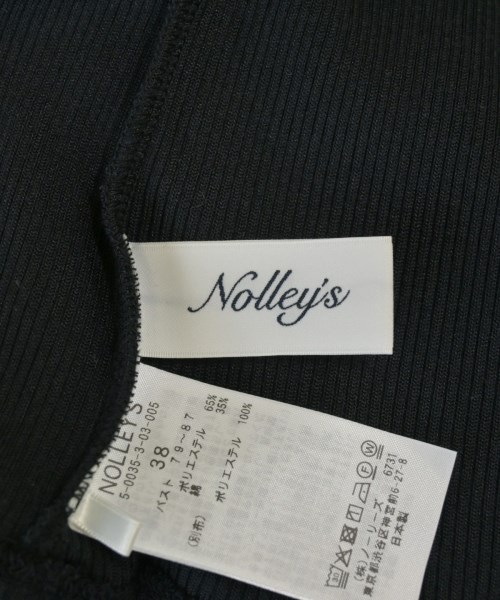 Nolley's
NOLLEY'S
5-0035-3-03-005
38
バスト 79～87
ポリエステル 65%
綿 35%
(別布)
ポリエステル 100%
6731
(株)ノーリーズ
東京都渋谷区神宮前6-27-8
日本製